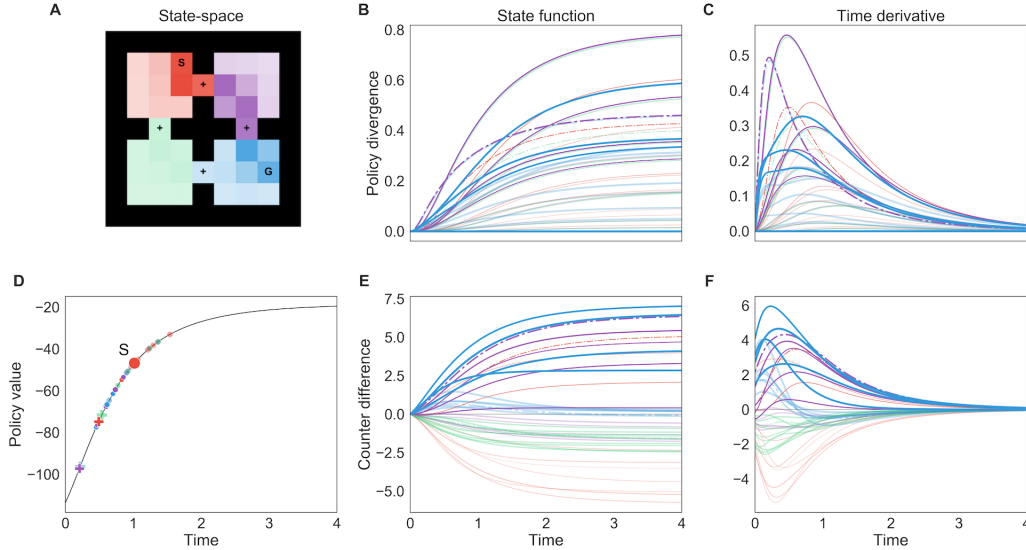 A State-space
S
+
+ +
+ G
B State function
Policy divergence
0.8
0.6
0.4
0.2
0.0
C Time derivative
0.5
0.4
0.3
0.2
0.1
0.0
D
Policy value
−20
−40
−60
−80
−100
S
0 1 2 3 4
Time
E
Counter difference
7.5
5.0
2.5
0.0
−2.5
−5.0
0 1 2 3 4
Time
F
6
4
2
0
−2
−4
0 1 2 3 4
Time